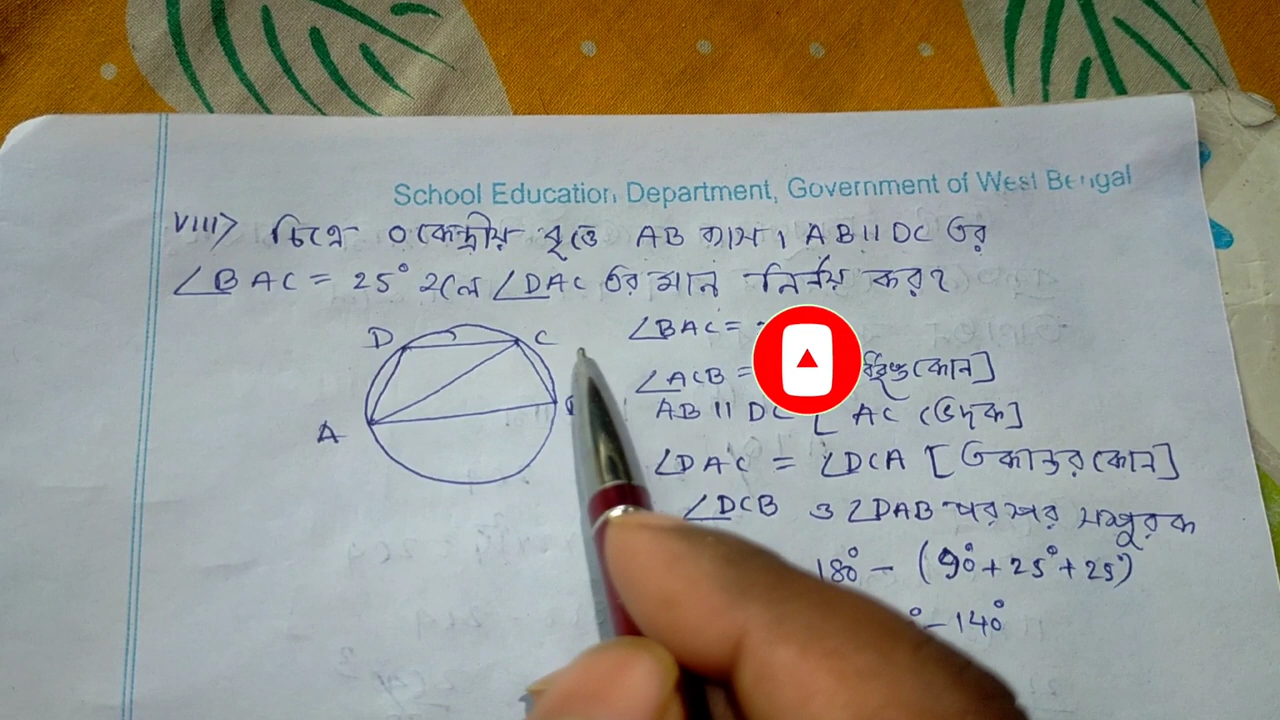 School Education Department, Government of West Bengal
VIII> চিত্রে O কেন্দ্রীয় বৃত্তে AB ব্যাস। AB || DC এর
∠BAC = 25° হলে ∠DAC এর মান নির্ণয় কর?
D C
A
∠BAC =
∠ACB =
AB || DC [ AC ভেদক]
∠DAC = ∠DCA [একান্তর কোন]
∠DCB ও ∠DAB পরস্পর সম্পূরক
180° - (90° + 25° + 25°)
° - 140°